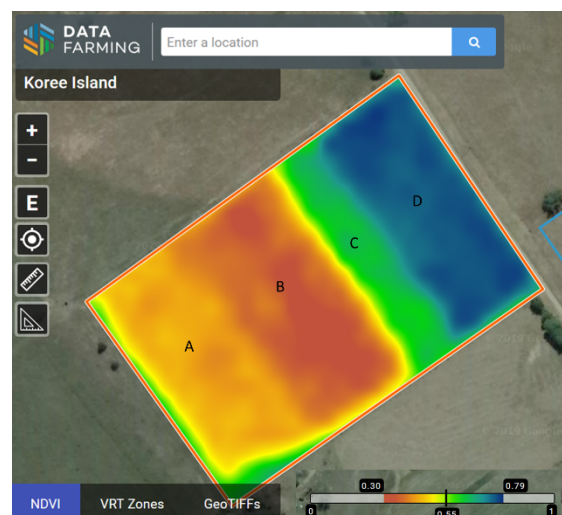 DATA
FARMING
Enter a location
Koree Island
+
−
E
D
C
B
A
NDVI
VRT Zones
GeoTIFFs
0.30
0.79
0
0.55
1